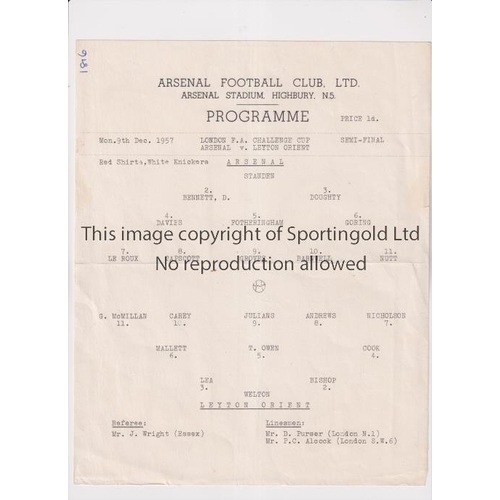 1846
ARSENAL FOOTBALL CLUB, LTD.
ARSENAL STADIUM, HIGHBURY, N.5.
PROGRAMME
PRICE 1d.
Mon.9th Dec. 1957 LONDON F.A. CHALLENGE CUP SEMI-FINAL
ARSENAL v. LEYTON ORIENT
Red Shirts,White Knickers ARSENAL
STANDEN
2. 3.
BENNETT, D. DOUGHTY
4. 5. 6.
DAVIES FOTHERINGHAM GORING
This image copyright of Sportingold Ltd
7. 8. 9. 10. 11.
LE ROUX NUTT
No reproduction allowed
G. McMILLAN CAREY JULIANS ANDREWS NICHOLSON
11. 10. 9. 8. 7.
MALLETT T. OWEN COOK
6. 5. 4.
LEA BISHOP
3. 2.
WELTON
LEYTON ORIENT
Referee: Linesmen:
Mr. J. Wright (Essex) Mr. D. Purser (London N.1)
Mr. P.C. Alcock (London S.W.6)